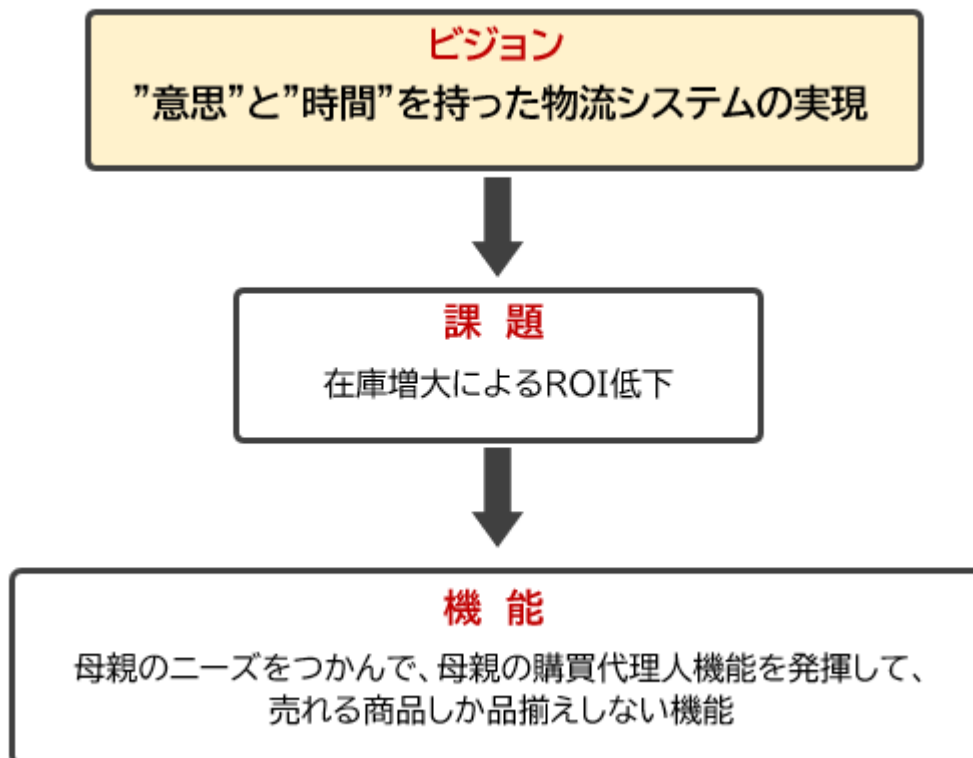 ビジョン
”意思”と”時間”を持った物流システムの実現
課 題
在庫増大によるROI低下
機 能
母親のニーズをつかんで、母親の購買代理人機能を発揮して、
売れる商品しか品揃えしない機能